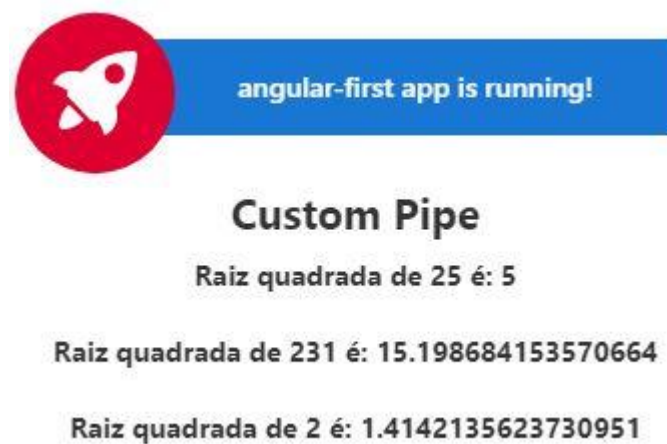 angular-first app is running!
Custom Pipe
Raiz quadrada de 25 é: 5
Raiz quadrada de 231 é: 15.198684153570664
Raiz quadrada de 2 é: 1.4142135623730951